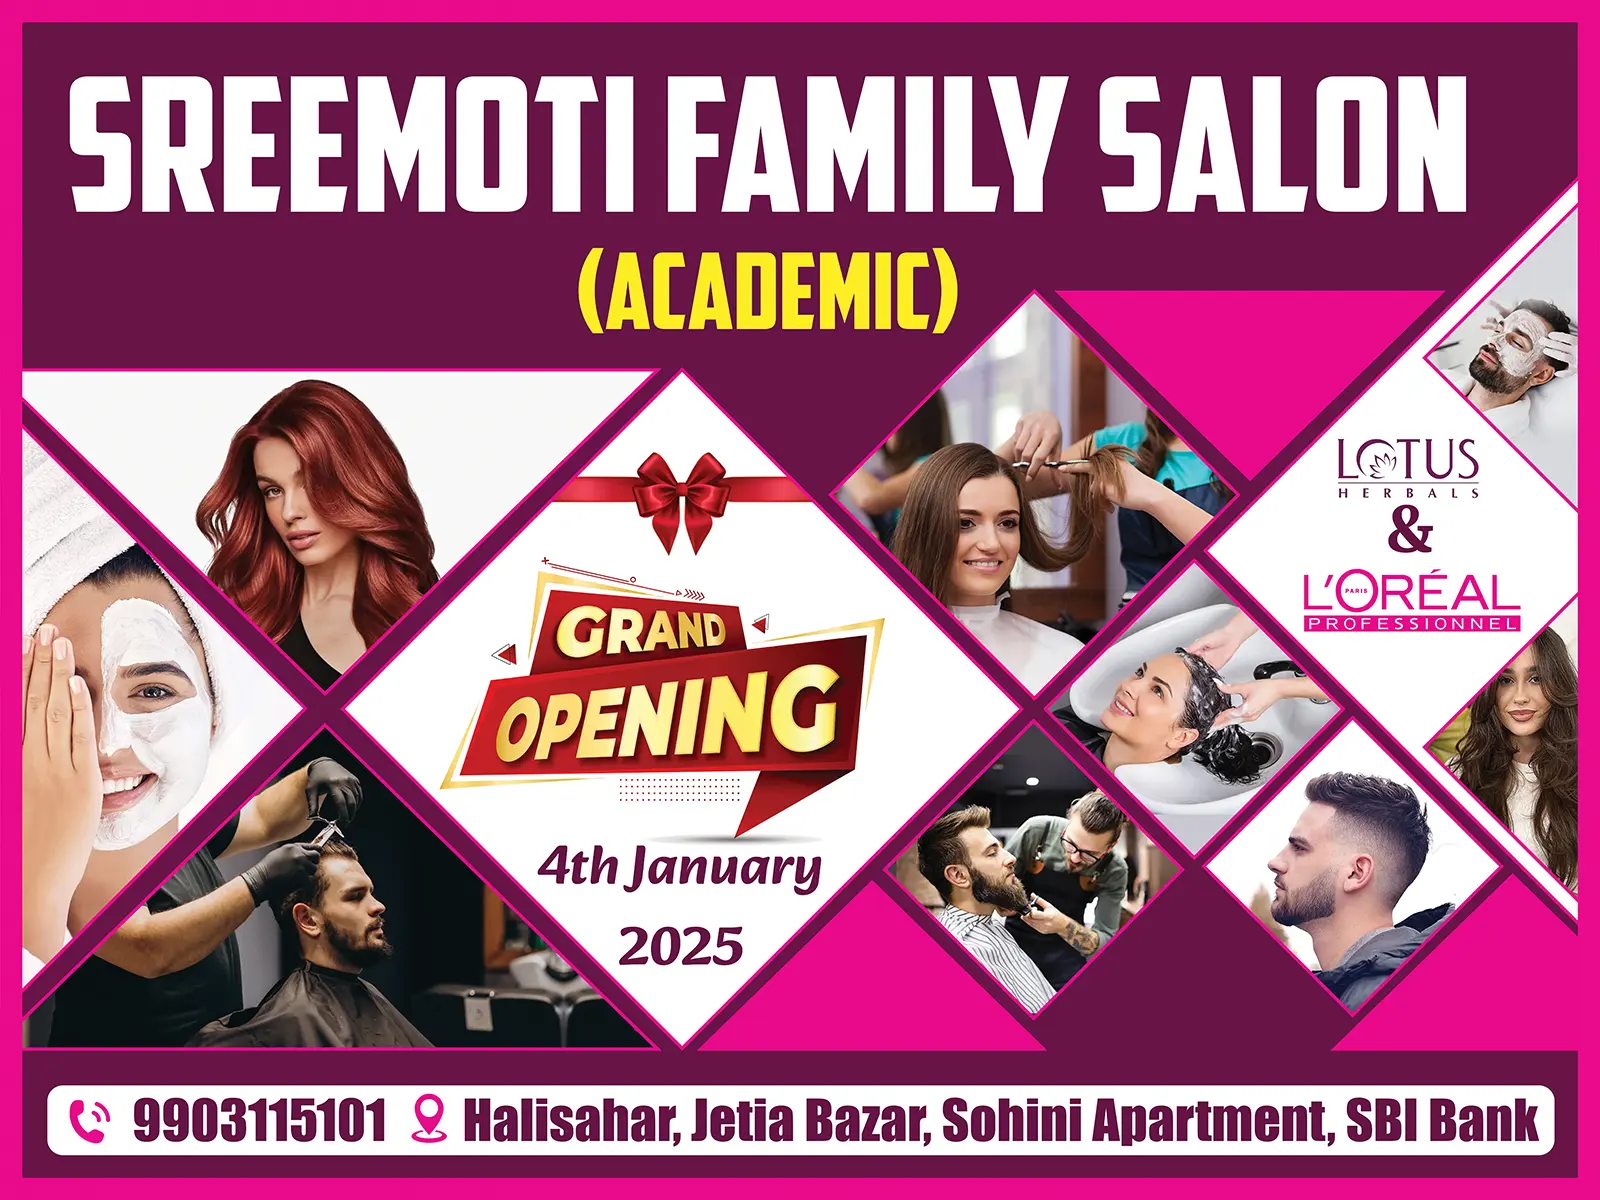 SREEMOTI FAMILY SALON
(ACADEMIC)
GRAND
OPENING
4th January
2025
LOTUS
HERBALS
&
L'ORÉAL
PARIS
PROFESSIONNEL
9903115101 Halisahar, Jetia Bazar, Sohini Apartment, SBI Bank